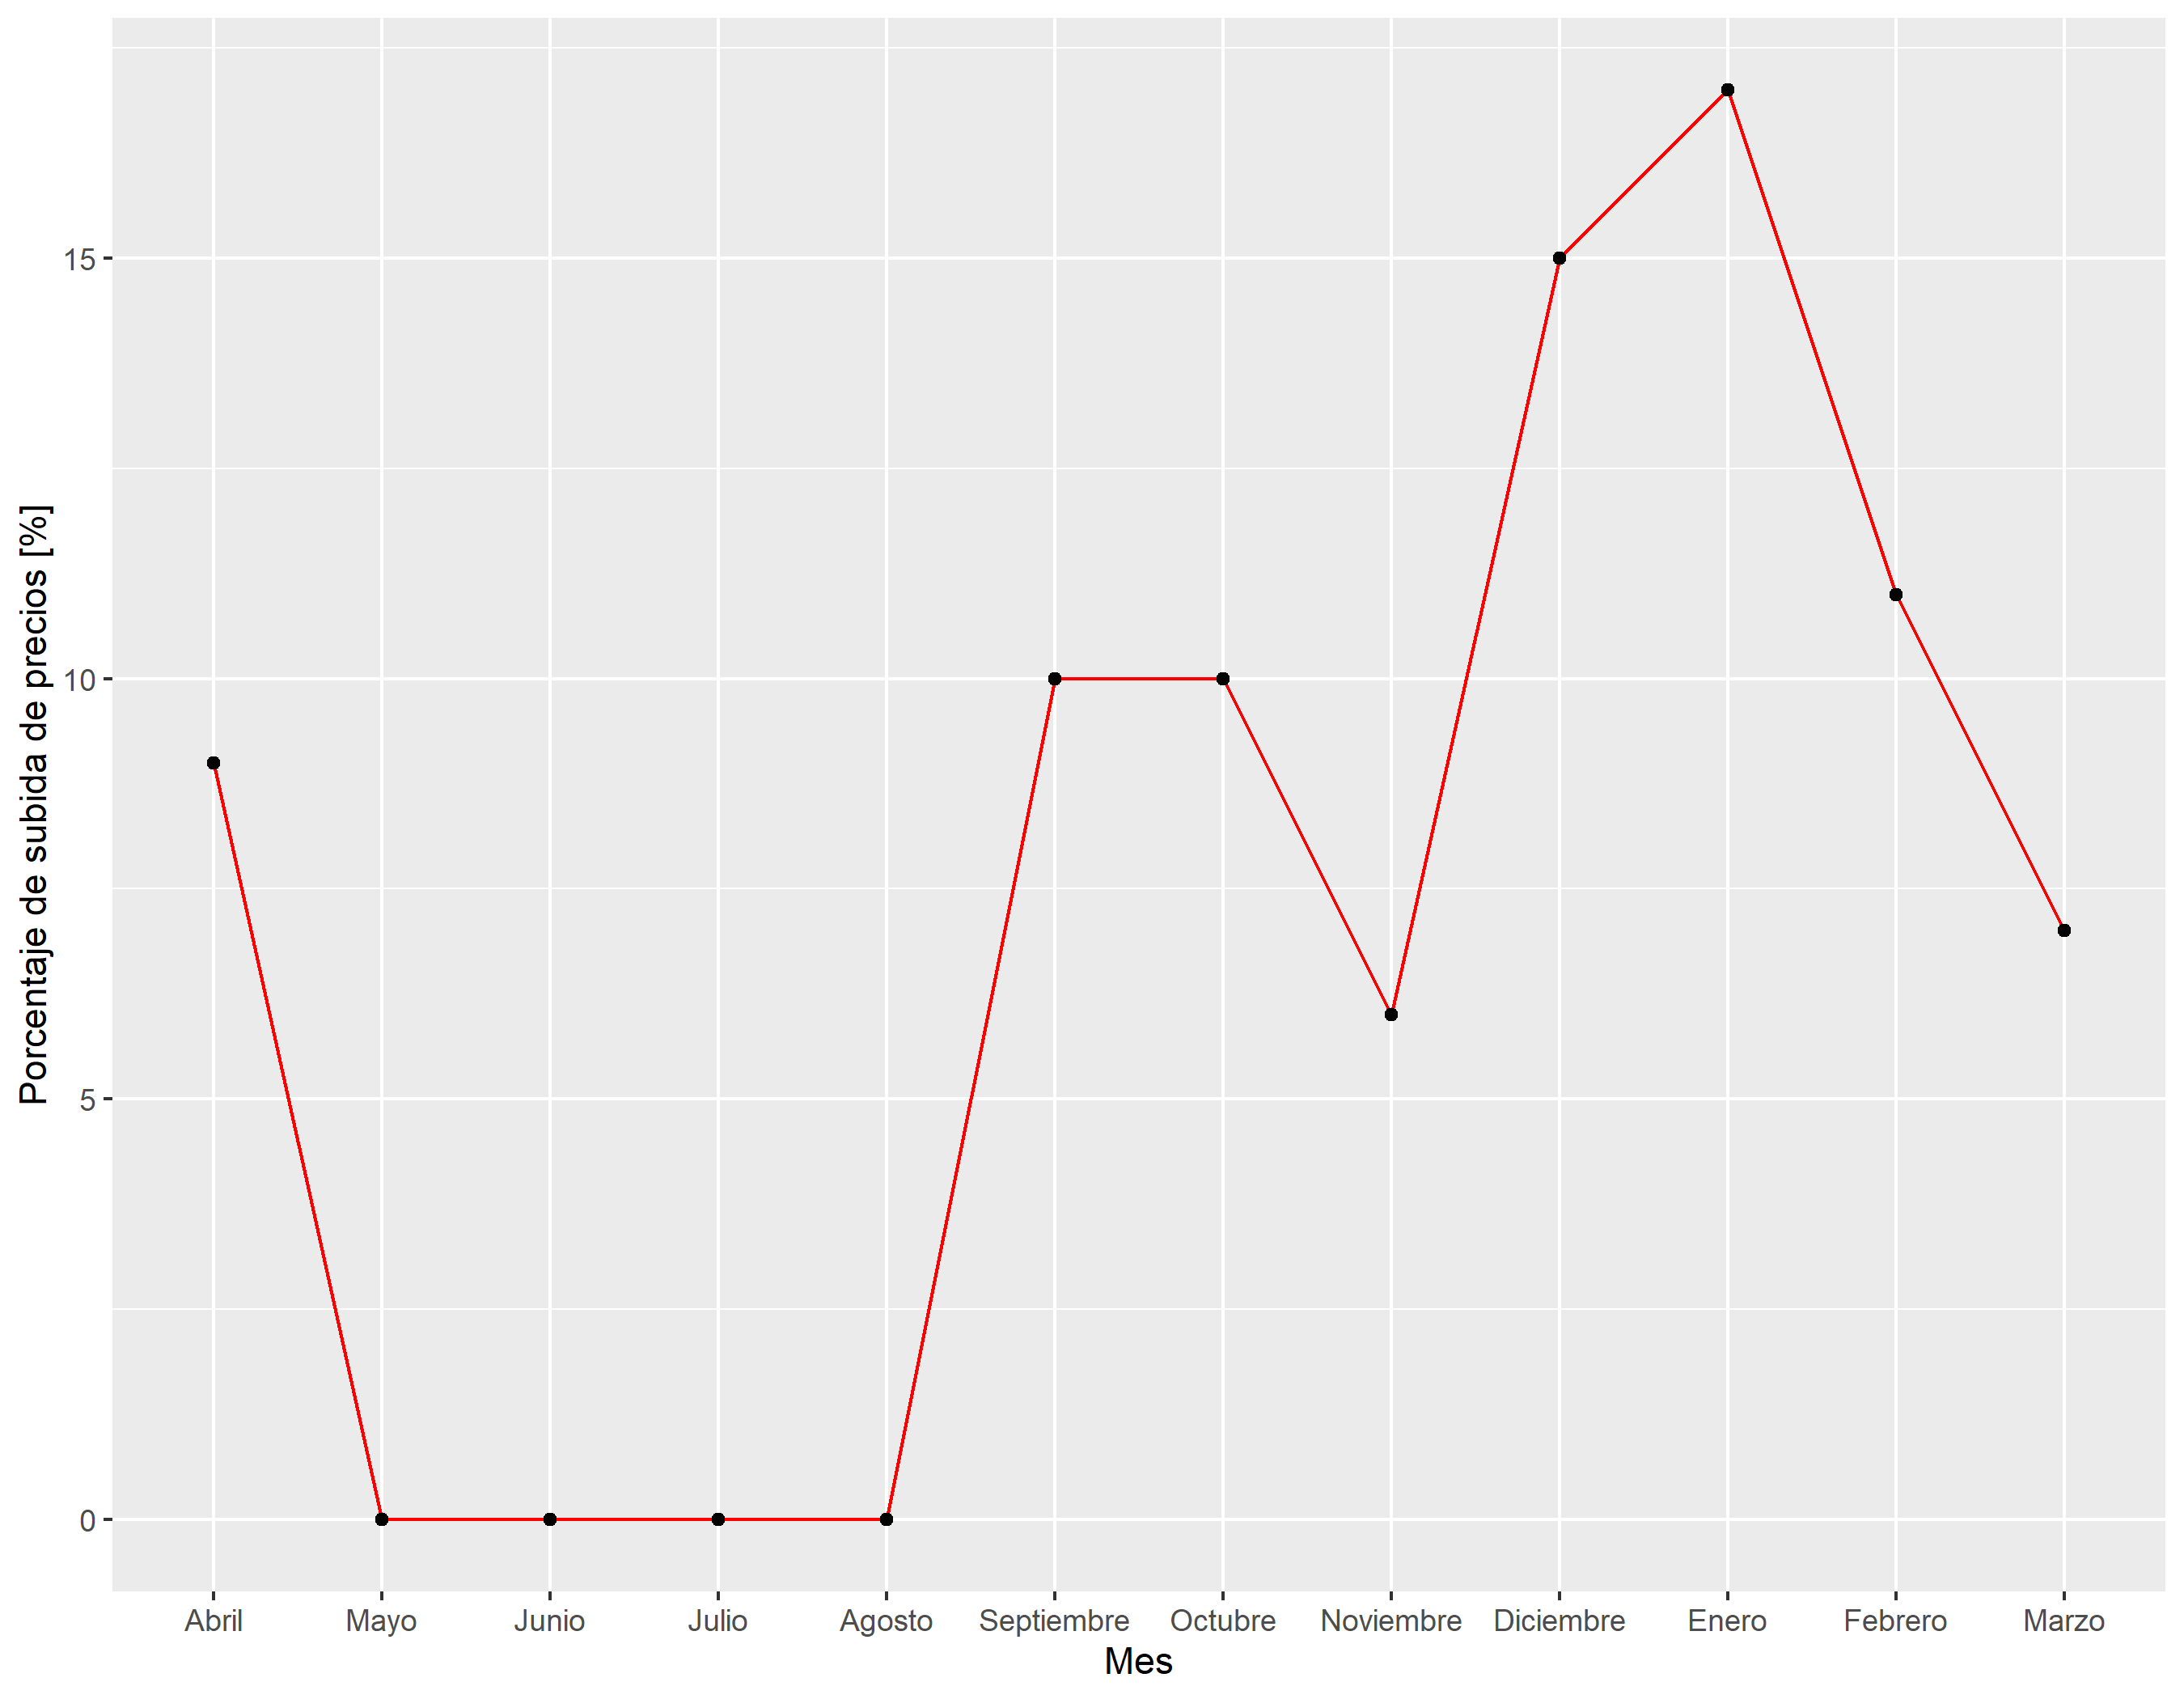 Porcentaje de subida de precios [%]
15
10
5
0
Abril Mayo Junio Julio Agosto Septiembre Octubre Noviembre Diciembre Enero Febrero Marzo
Mes